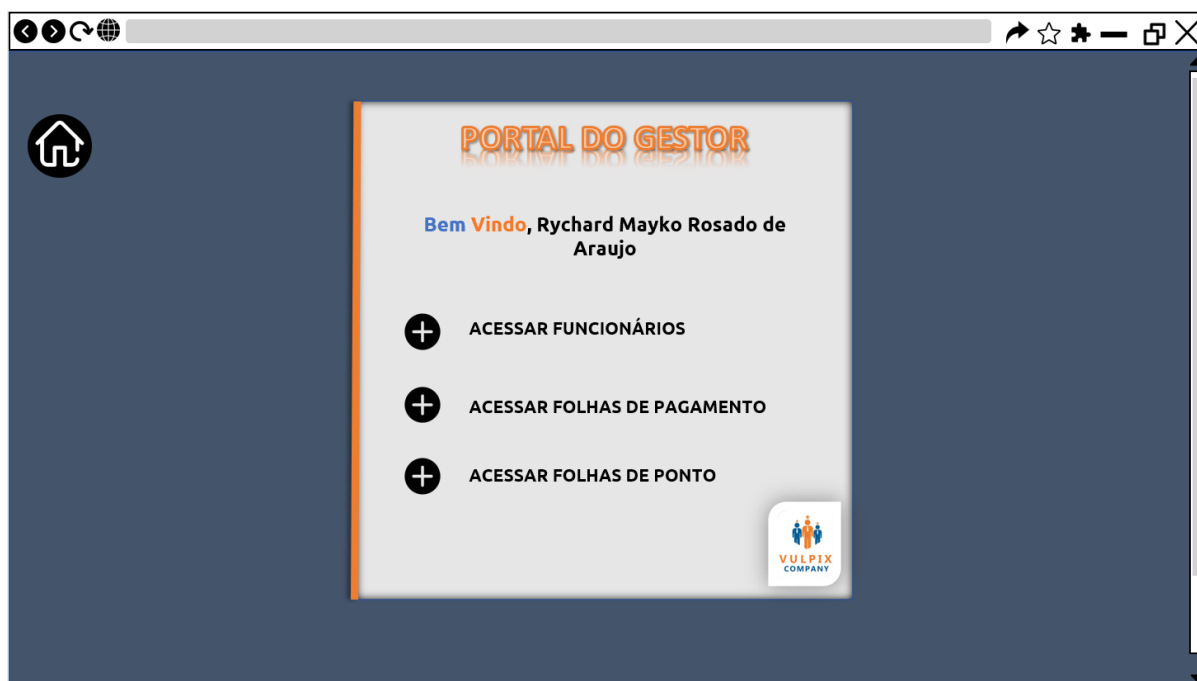 PORTAL DO GESTOR
Bem Vindo, Rychard Mayko Rosado de
Araujo
ACESSAR FUNCIONÁRIOS
ACESSAR FOLHAS DE PAGAMENTO
ACESSAR FOLHAS DE PONTO
VULPIX
COMPANY